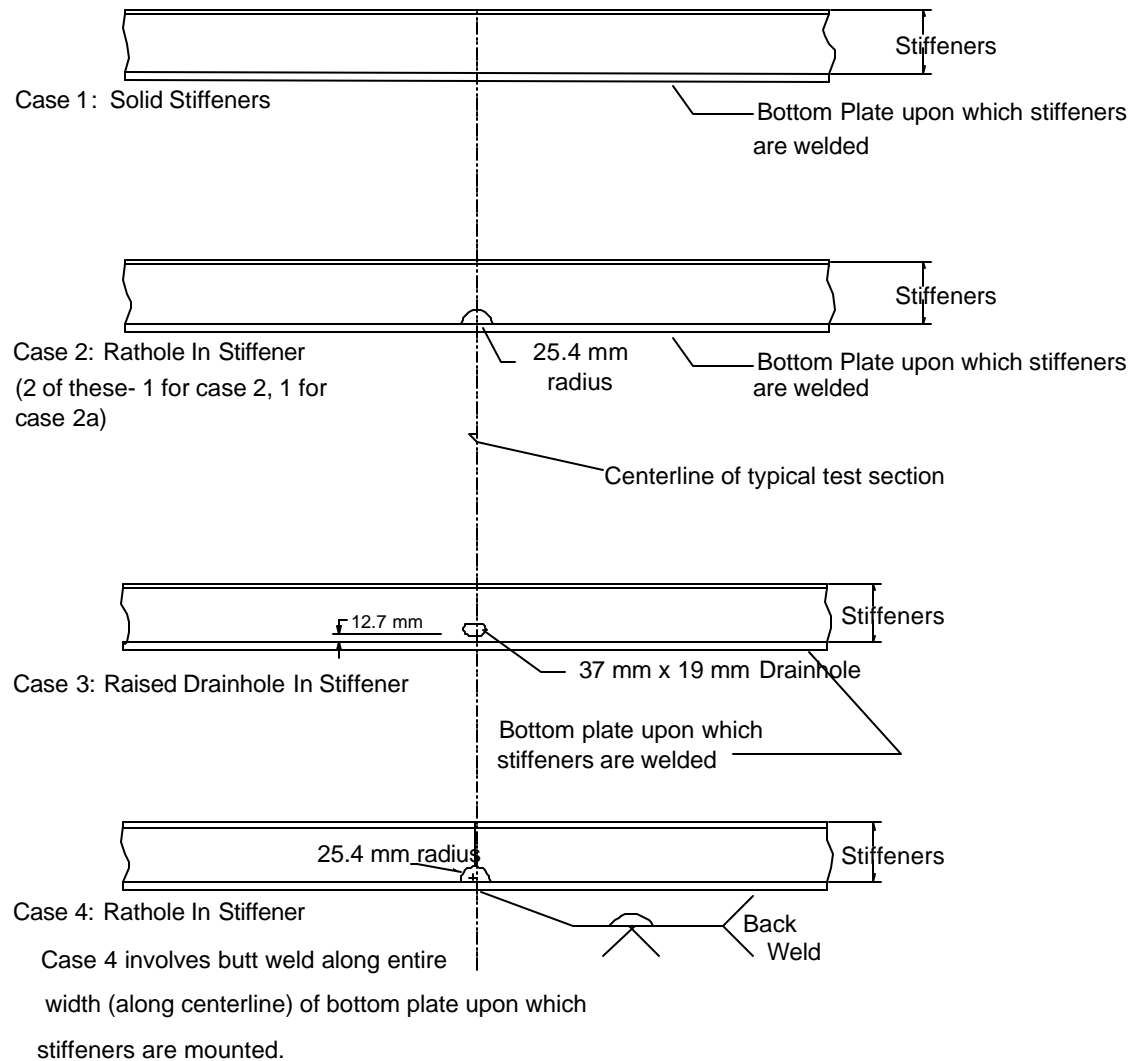 Stiffeners
Case 1: Solid Stiffeners
Bottom Plate upon which stiffeners
are welded
Stiffeners
Case 2: Rathole In Stiffener
(2 of these- 1 for case 2, 1 for
case 2a)
25.4 mm
radius
Bottom Plate upon which stiffeners
are welded
Centerline of typical test section
Stiffeners
12.7 mm
37 mm x 19 mm Drainhole
Case 3: Raised Drainhole In Stiffener
Bottom plate upon which
stiffeners are welded
25.4 mm radius
Stiffeners
Case 4: Rathole In Stiffener
Back
Weld
Case 4 involves butt weld along entire
width (along centerline) of bottom plate upon which
stiffeners are mounted.